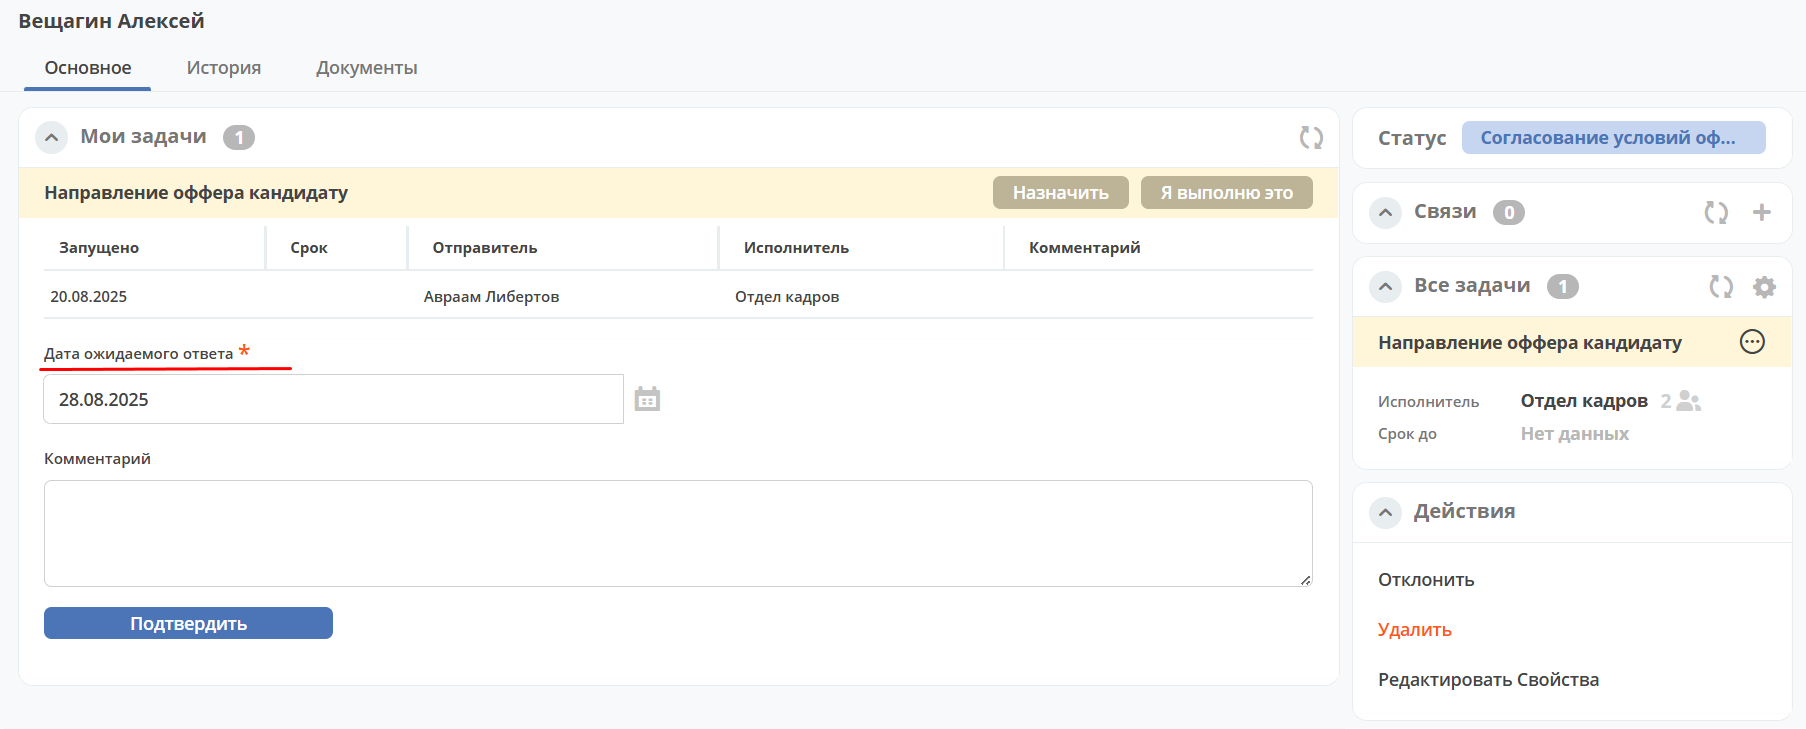 Вещагин Алексей
Основное История Документы
Мои задачи 1
Направление оффера кандидату Назначить Я выполню это
Запущено Срок Отправитель Исполнитель Комментарий
20.08.2025 Авраам Либертов Отдел кадров
Дата ожидаемого ответа *
28.08.2025
Комментарий
Подтвердить
Статус Согласование условий оф...
Связи 0
Все задачи 1
Направление оффера кандидату
Исполнитель Отдел кадров 2
Срок до Нет данных
Действия
Отклонить
Удалить
Редактировать Свойства